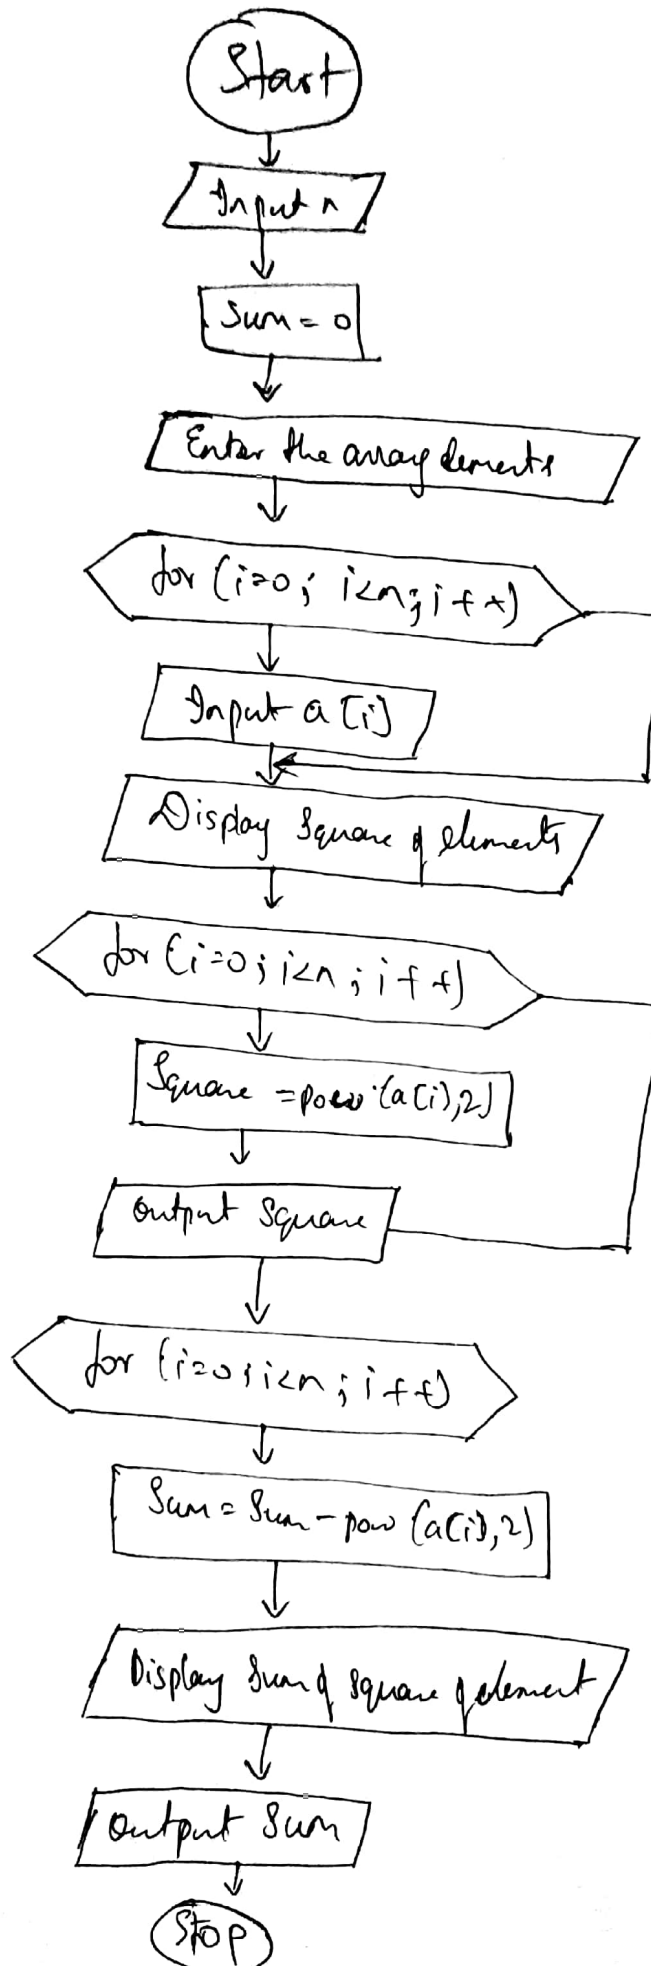 Start
Input n
Sum = 0
Enter the array elements
for (i=0; i<n; i++)
Input a[i]
Display Square of elements
for (i=0; i<n; i++)
Square = pow(a[i],2)
Output Square
for (i=0; i<n; i++)
Sum = Sum - pow (a[i],2)
Display Sum of square of element
Output Sum
Stop